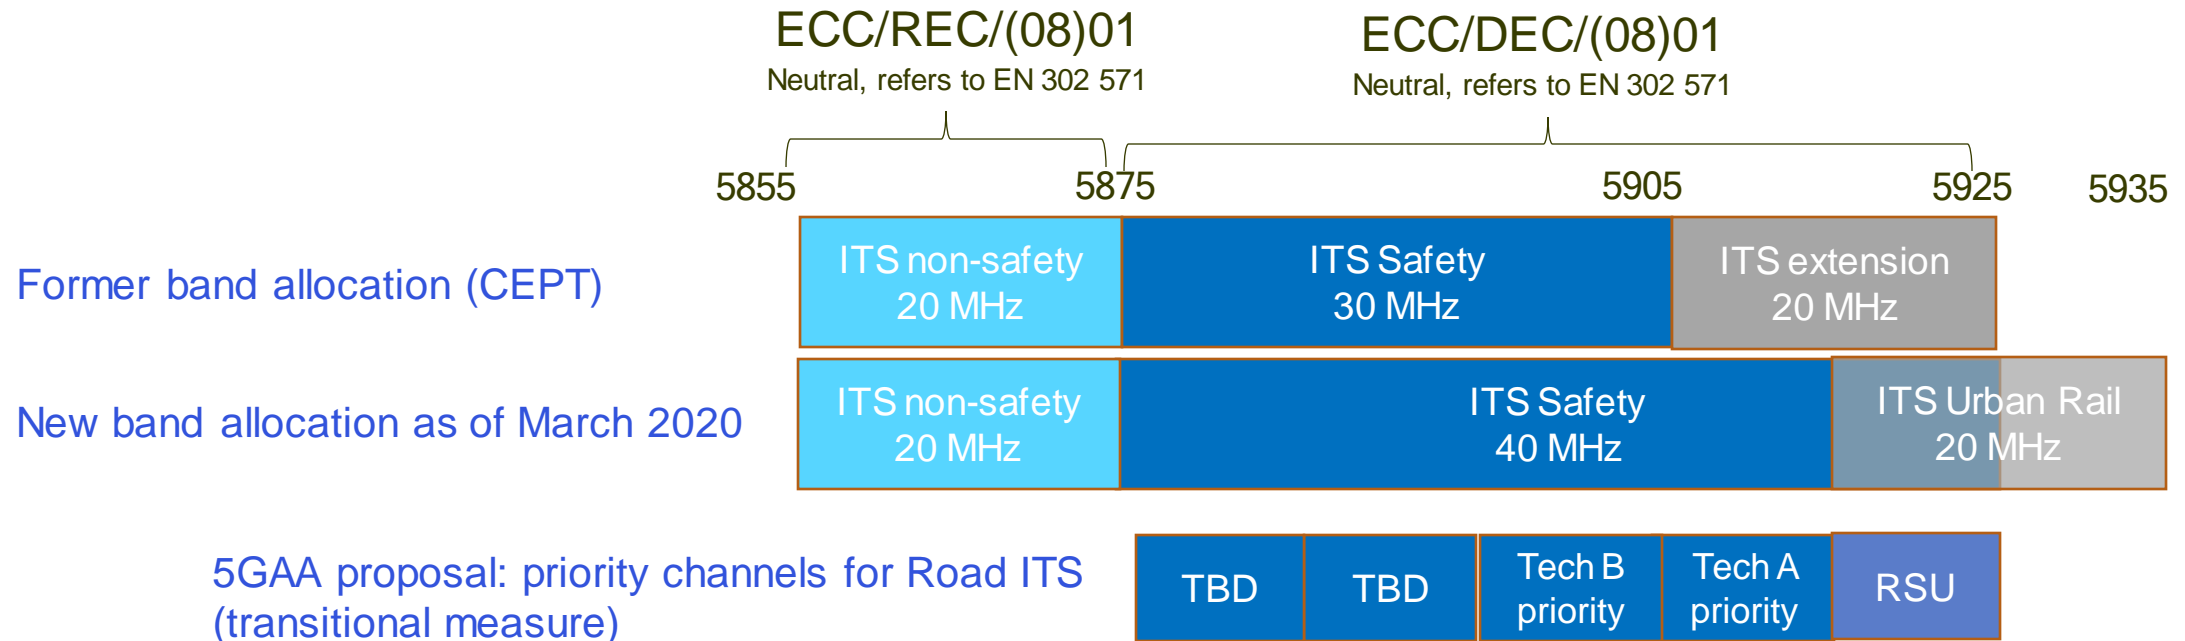 ECC/REC/(08)01
Neutral, refers to EN 302 571
ECC/DEC/(08)01
Neutral, refers to EN 302 571
5855
5875
5905
5925
5935
Former band allocation (CEPT)
ITS non-safety
20 MHz
ITS Safety
30 MHz
ITS extension
20 MHz
New band allocation as of March 2020
ITS non-safety
20 MHz
ITS Safety
40 MHz
ITS Urban Rail
20 MHz
5GAA proposal: priority channels for Road ITS
(transitional measure)
TBD
TBD
Tech B
priority
Tech A
priority
RSU